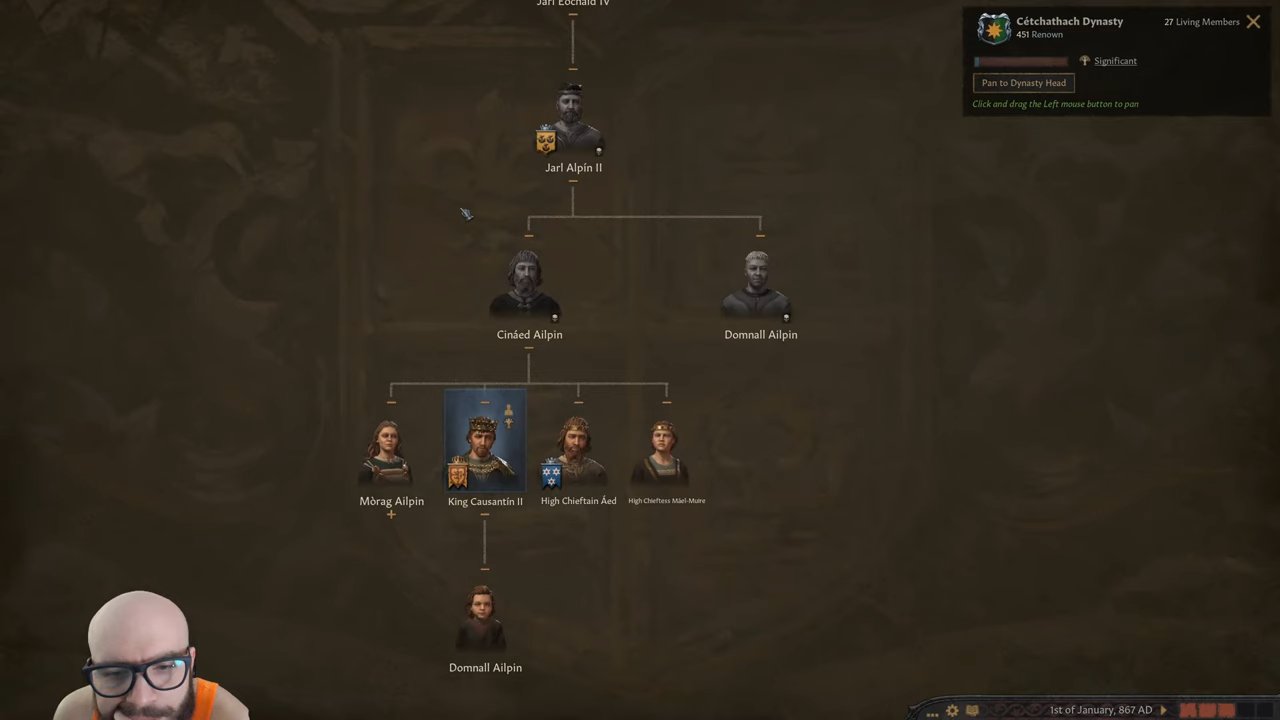 Jarl Eochaid IV
Cétchathach Dynasty
27 Living Members
451 Renown
Significant
Pan to Dynasty Head
Click and drag the Left mouse button to pan
Jarl Alpín II
Cináed Ailpin
Domnall Ailpin
Mòrag Ailpin
King Causantín II
High Chieftain Áed
High Chieftess Máel-Muire
Domnall Ailpin
1st of January, 867 AD